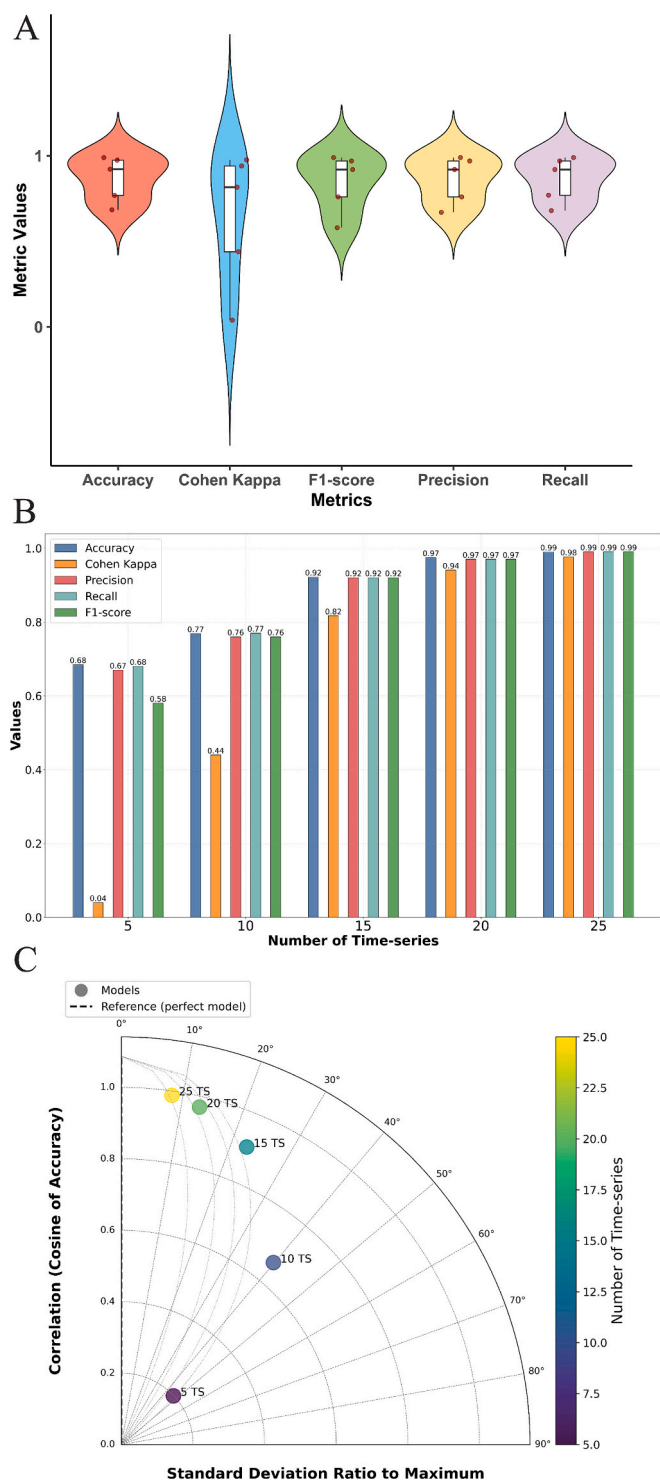 A
Metric Values
1
0
Accuracy Cohen Kappa F1-score Precision Recall
Metrics
B
Values
1.0
0.8
0.6
0.4
0.2
0.0
Accuracy
Cohen Kappa
Precision
Recall
F1-score
0.68 0.04 0.67 0.68 0.58
0.77 0.44 0.76 0.77 0.76
0.92 0.82 0.92 0.92 0.92
0.97 0.94 0.97 0.97 0.97
0.99 0.98 0.99 0.99 0.99
5 10 15 20 25
Number of Time-series
C
Models
Reference (perfect model)
0° 10° 20° 30° 40° 50° 60° 70° 80° 90°
Correlation (Cosine of Accuracy)
1.0
0.8
0.6
0.4
0.2
0.0
25 TS
20 TS
15 TS
10 TS
5 TS
Standard Deviation Ratio to Maximum
25.0
22.5
20.0
17.5
15.0
12.5
10.0
7.5
5.0
Number of Time-series